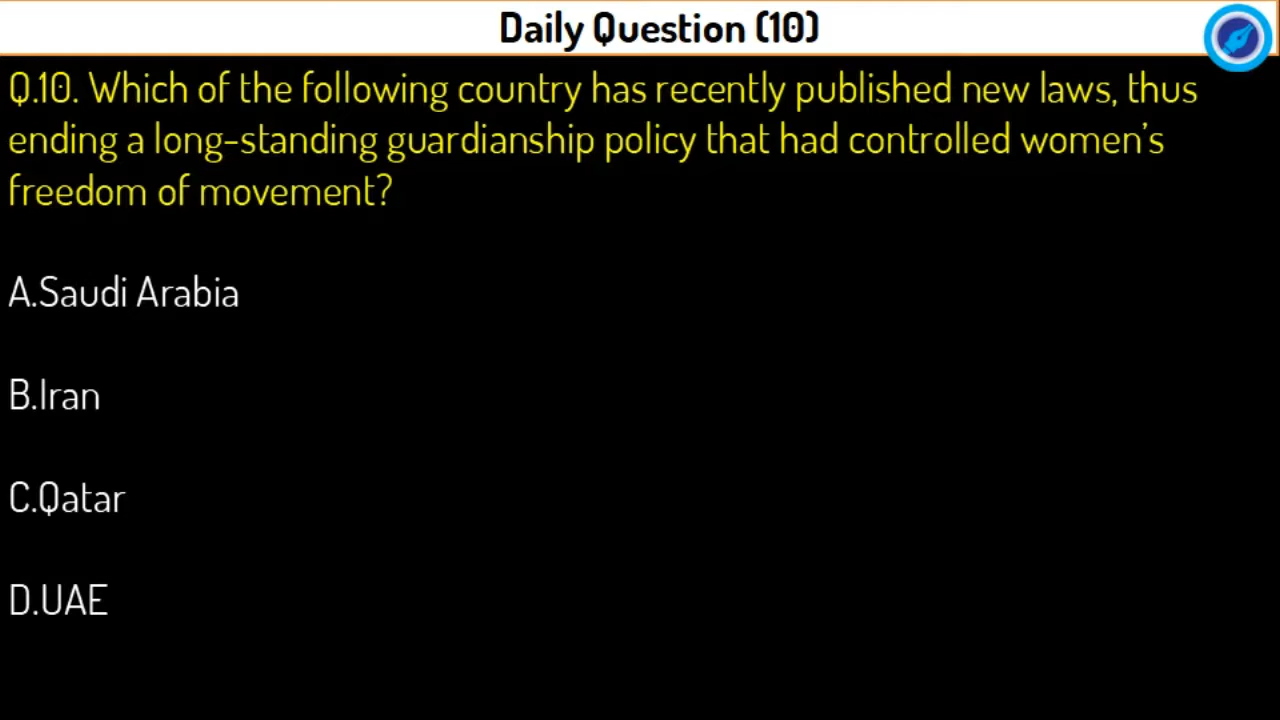 Daily Question (10)
Q.10. Which of the following country has recently published new laws, thus
ending a long-standing guardianship policy that had controlled women's
freedom of movement?
A.Saudi Arabia
B.Iran
C.Qatar
D.UAE